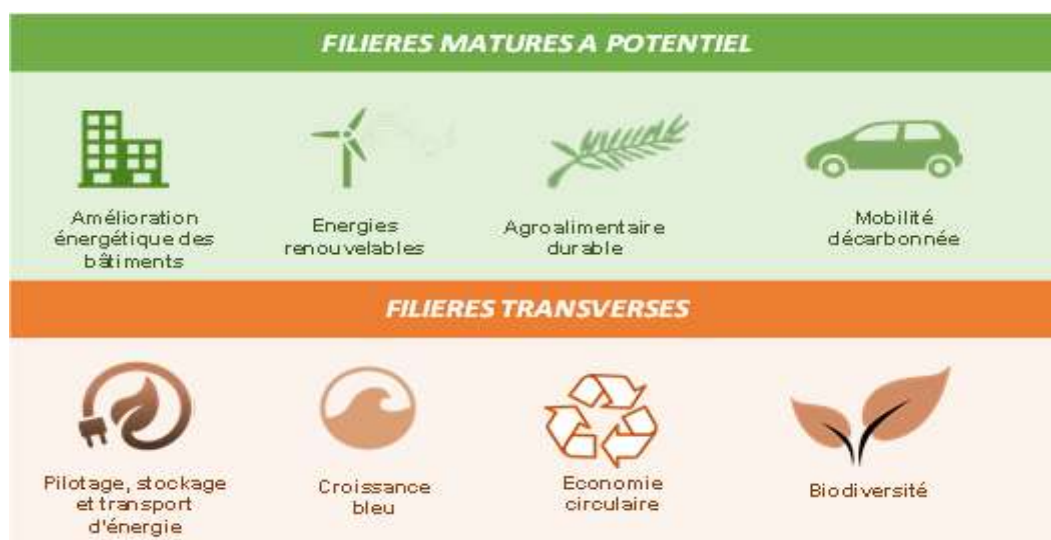 FILIERES MATURES A POTENTIEL
Amélioration
énergétique des
bâtiments
Energies
renouvelables
Agroalimentaire
durable
Mobilité
décarbonnée
FILIERES TRANSVERSES
Pilotage, stockage
et transport
d'énergie
Croissance
bleu
Economie
circulaire
Biodiversité